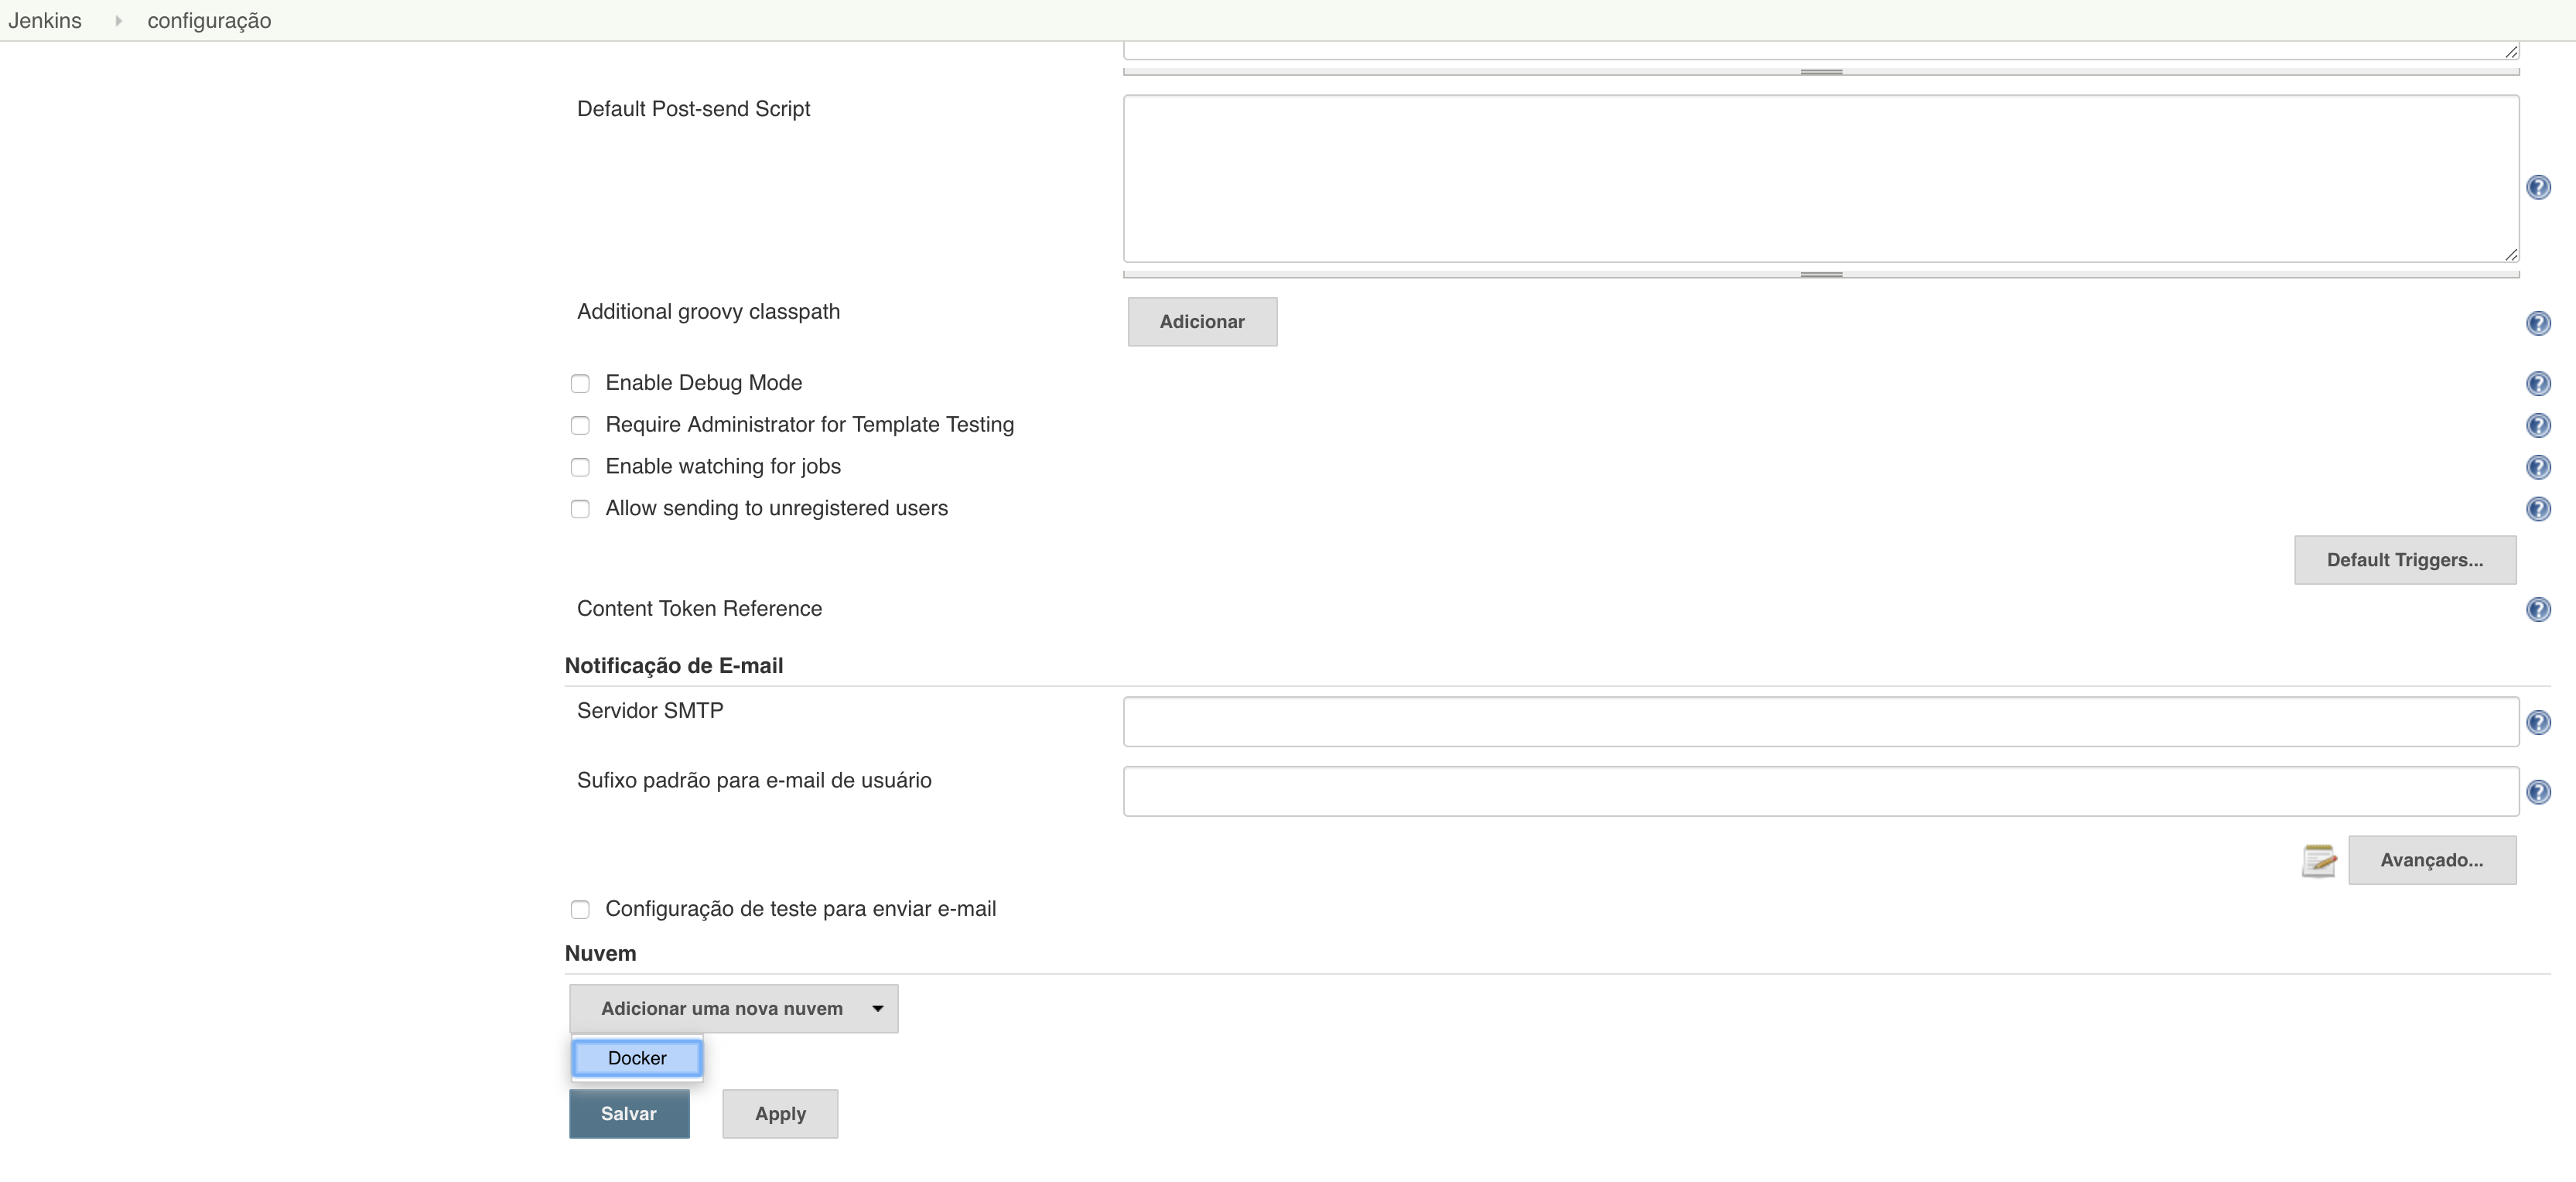 Jenkins configuração
Default Post-send Script
Additional groovy classpath Adicionar
Enable Debug Mode
Require Administrator for Template Testing
Enable watching for jobs
Allow sending to unregistered users
Default Triggers...
Content Token Reference
Notificação de E-mail
Servidor SMTP
Sufixo padrão para e-mail de usuário
Avançado...
Configuração de teste para enviar e-mail
Nuvem
Adicionar uma nova nuvem
Docker
Salvar Apply